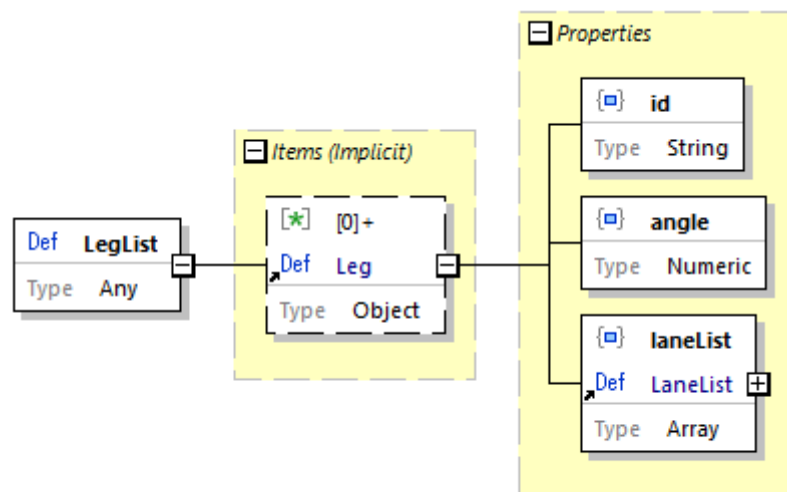 Properties
{} id
Type String
Items (Implicit)
[*] [0]+
Def Leg
Type Object
Def LegList
Type Any
{} angle
Type Numeric
{} laneList
Def LaneList
Type Array